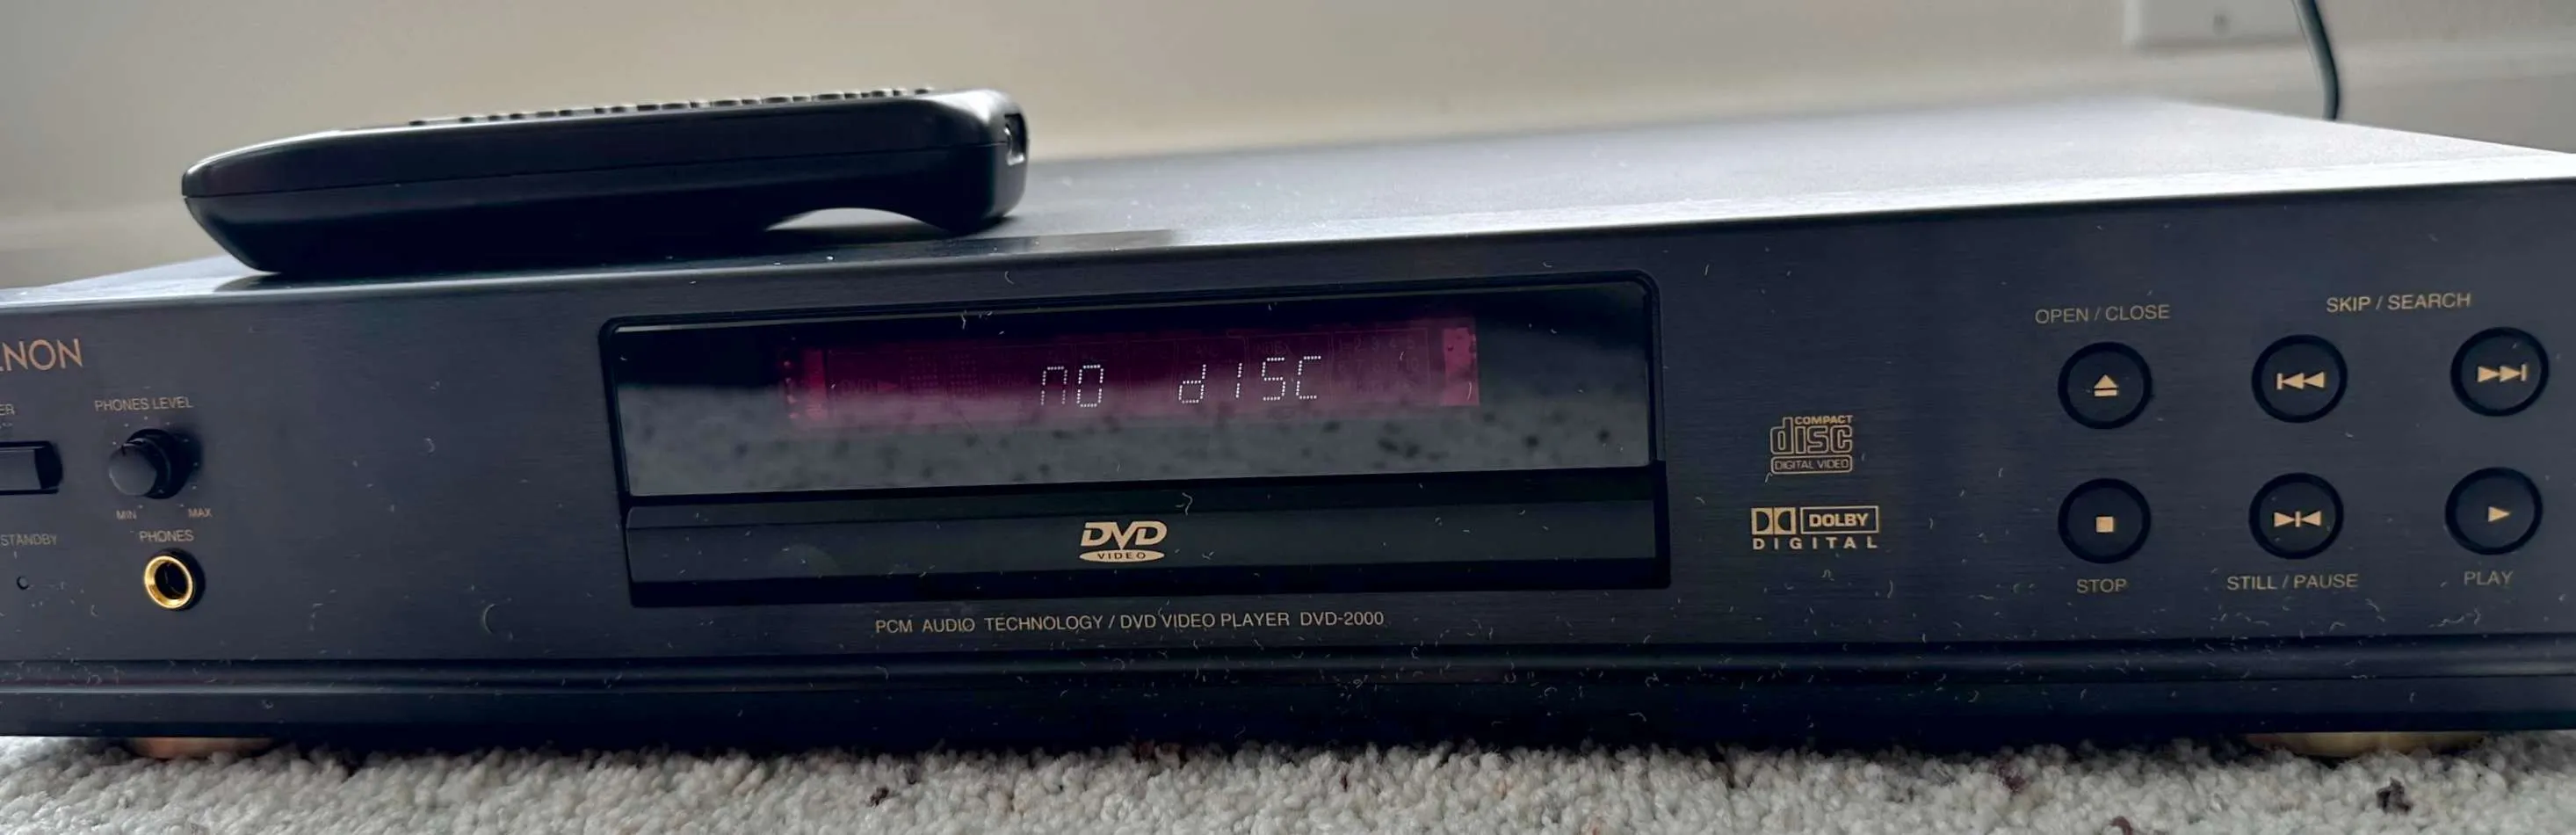 NON
ER
PHONES LEVEL
MIN MAX
STANDBY
PHONES
NO dISC
DVD
VIDEO
PCM AUDIO TECHNOLOGY / DVD VIDEO PLAYER DVD-2000
COMPACT
disc
DIGITAL VIDEO
DOLBY
DIGITAL
OPEN / CLOSE
SKIP / SEARCH
STOP
STILL / PAUSE
PLAY